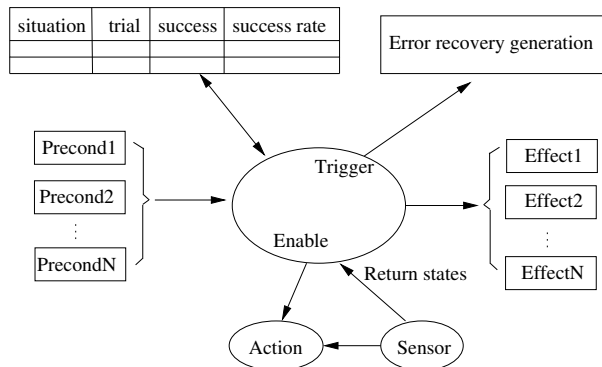 situation trial success success rate
Error recovery generation
Precond1
Precond2
⋮
PrecondN
Trigger
Enable
Effect1
Effect2
⋮
EffectN
Return states
Action
Sensor